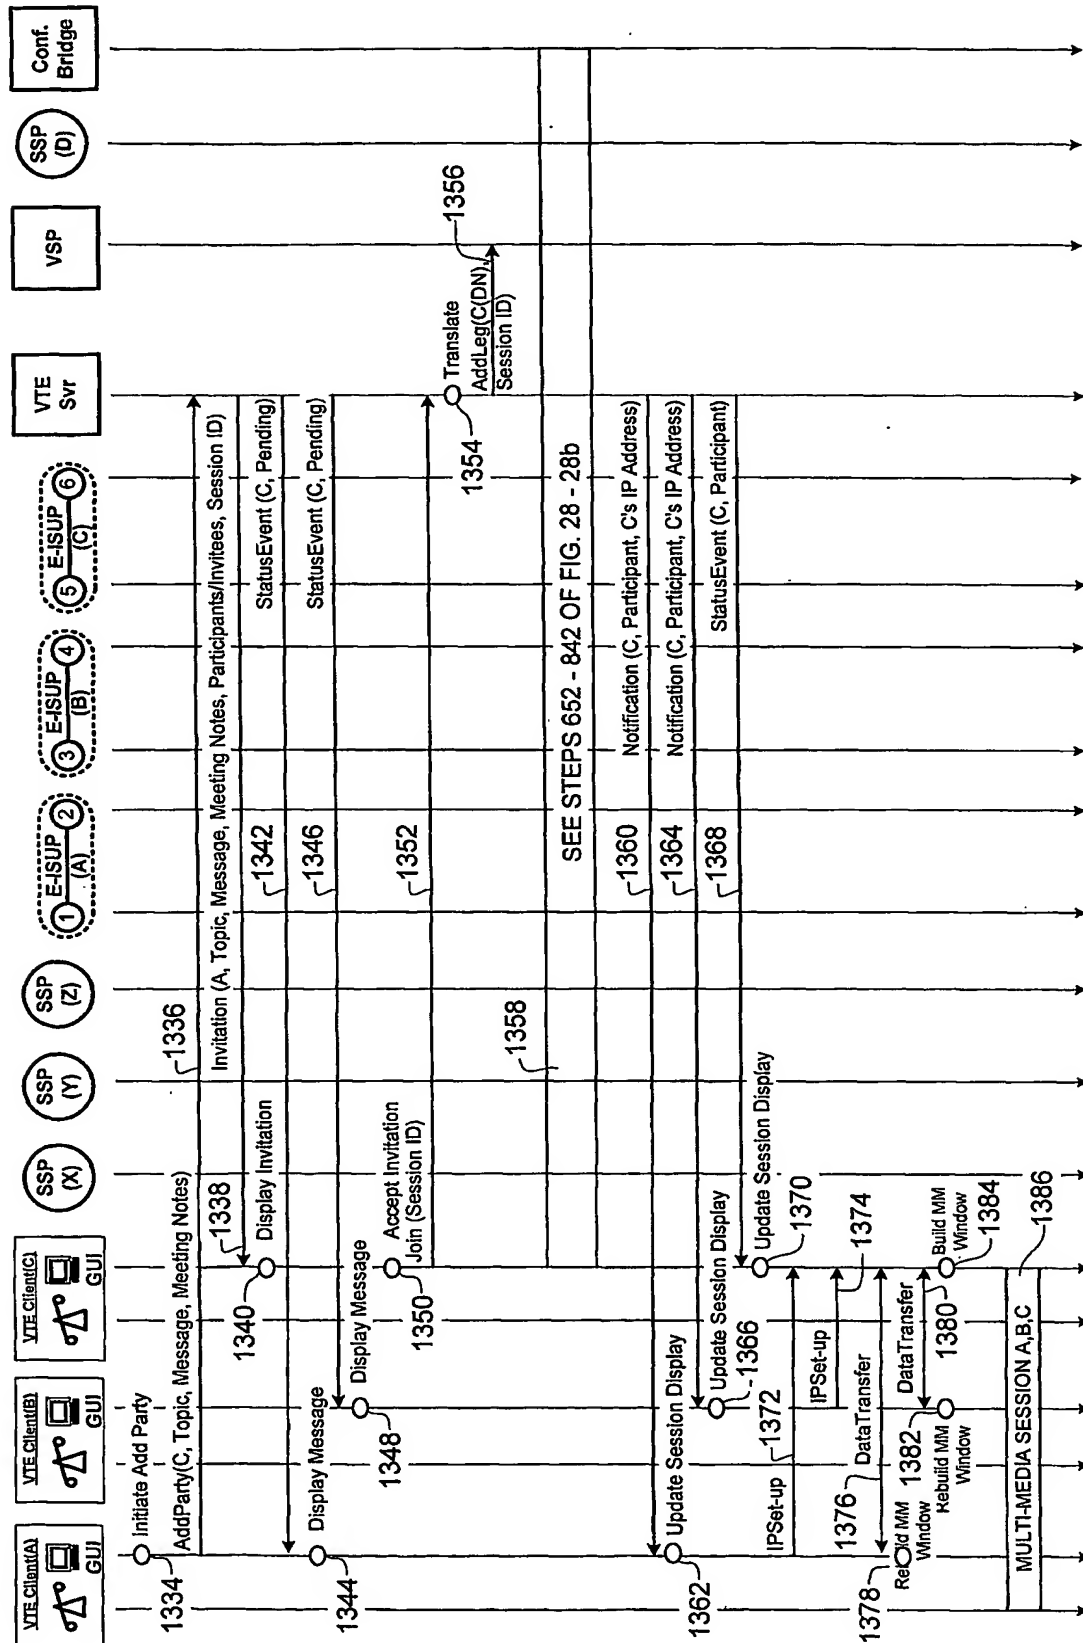 VTE Client(A)
GUI
VTE Client(B)
GUI
VTE Client(C)
GUI
SSP
(X)
SSP
(Y)
SSP
(Z)
1
E-ISUP
(A)
2
3
E-ISUP
(B)
4
5
E-ISUP
(C)
6
VTE
Svr
VSP
SSP
(D)
Conf.
Bridge
Initiate Add Party
1334
AddParty(C, Topic, Message, Meeting Notes)
1336
Invitation (A, Topic, Message, Meeting Notes, Participants/Invitees, Session ID)
1338
Display Invitation
1340
StatusEvent (C, Pending)
1342
Display Message
1344
StatusEvent (C, Pending)
1346
Display Message
1348
Accept Invitation
Join (Session ID)
1350
1352
Translate
1354
AddLeg(C(DN),
Session ID)
1356
SEE STEPS 652 - 842 OF FIG. 28 - 28b
1358
Notification (C, Participant, C's IP Address)
1360
Update Session Display
1362
Notification (C, Participant, C's IP Address)
1364
Update Session Display
1366
StatusEvent (C, Participant)
1368
Update Session Display
1370
IPSet-up
1372
IPSet-up
1374
DataTransfer
1376
MM
Window
1378
DataTransfer
1380
1382
Rebuild MM
Window
Build MM
Window
1384
MULTI-MEDIA SESSION A,B,C
1386